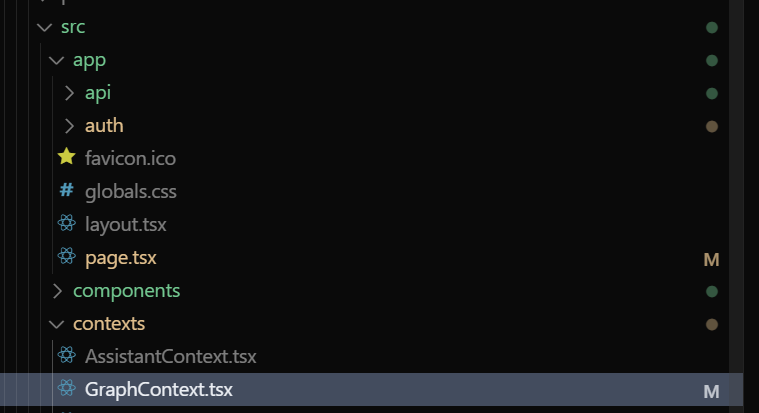 src
app
api
auth
favicon.ico
# globals.css
layout.tsx
page.tsx M
components
contexts
AssistantContext.tsx
GraphContext.tsx M